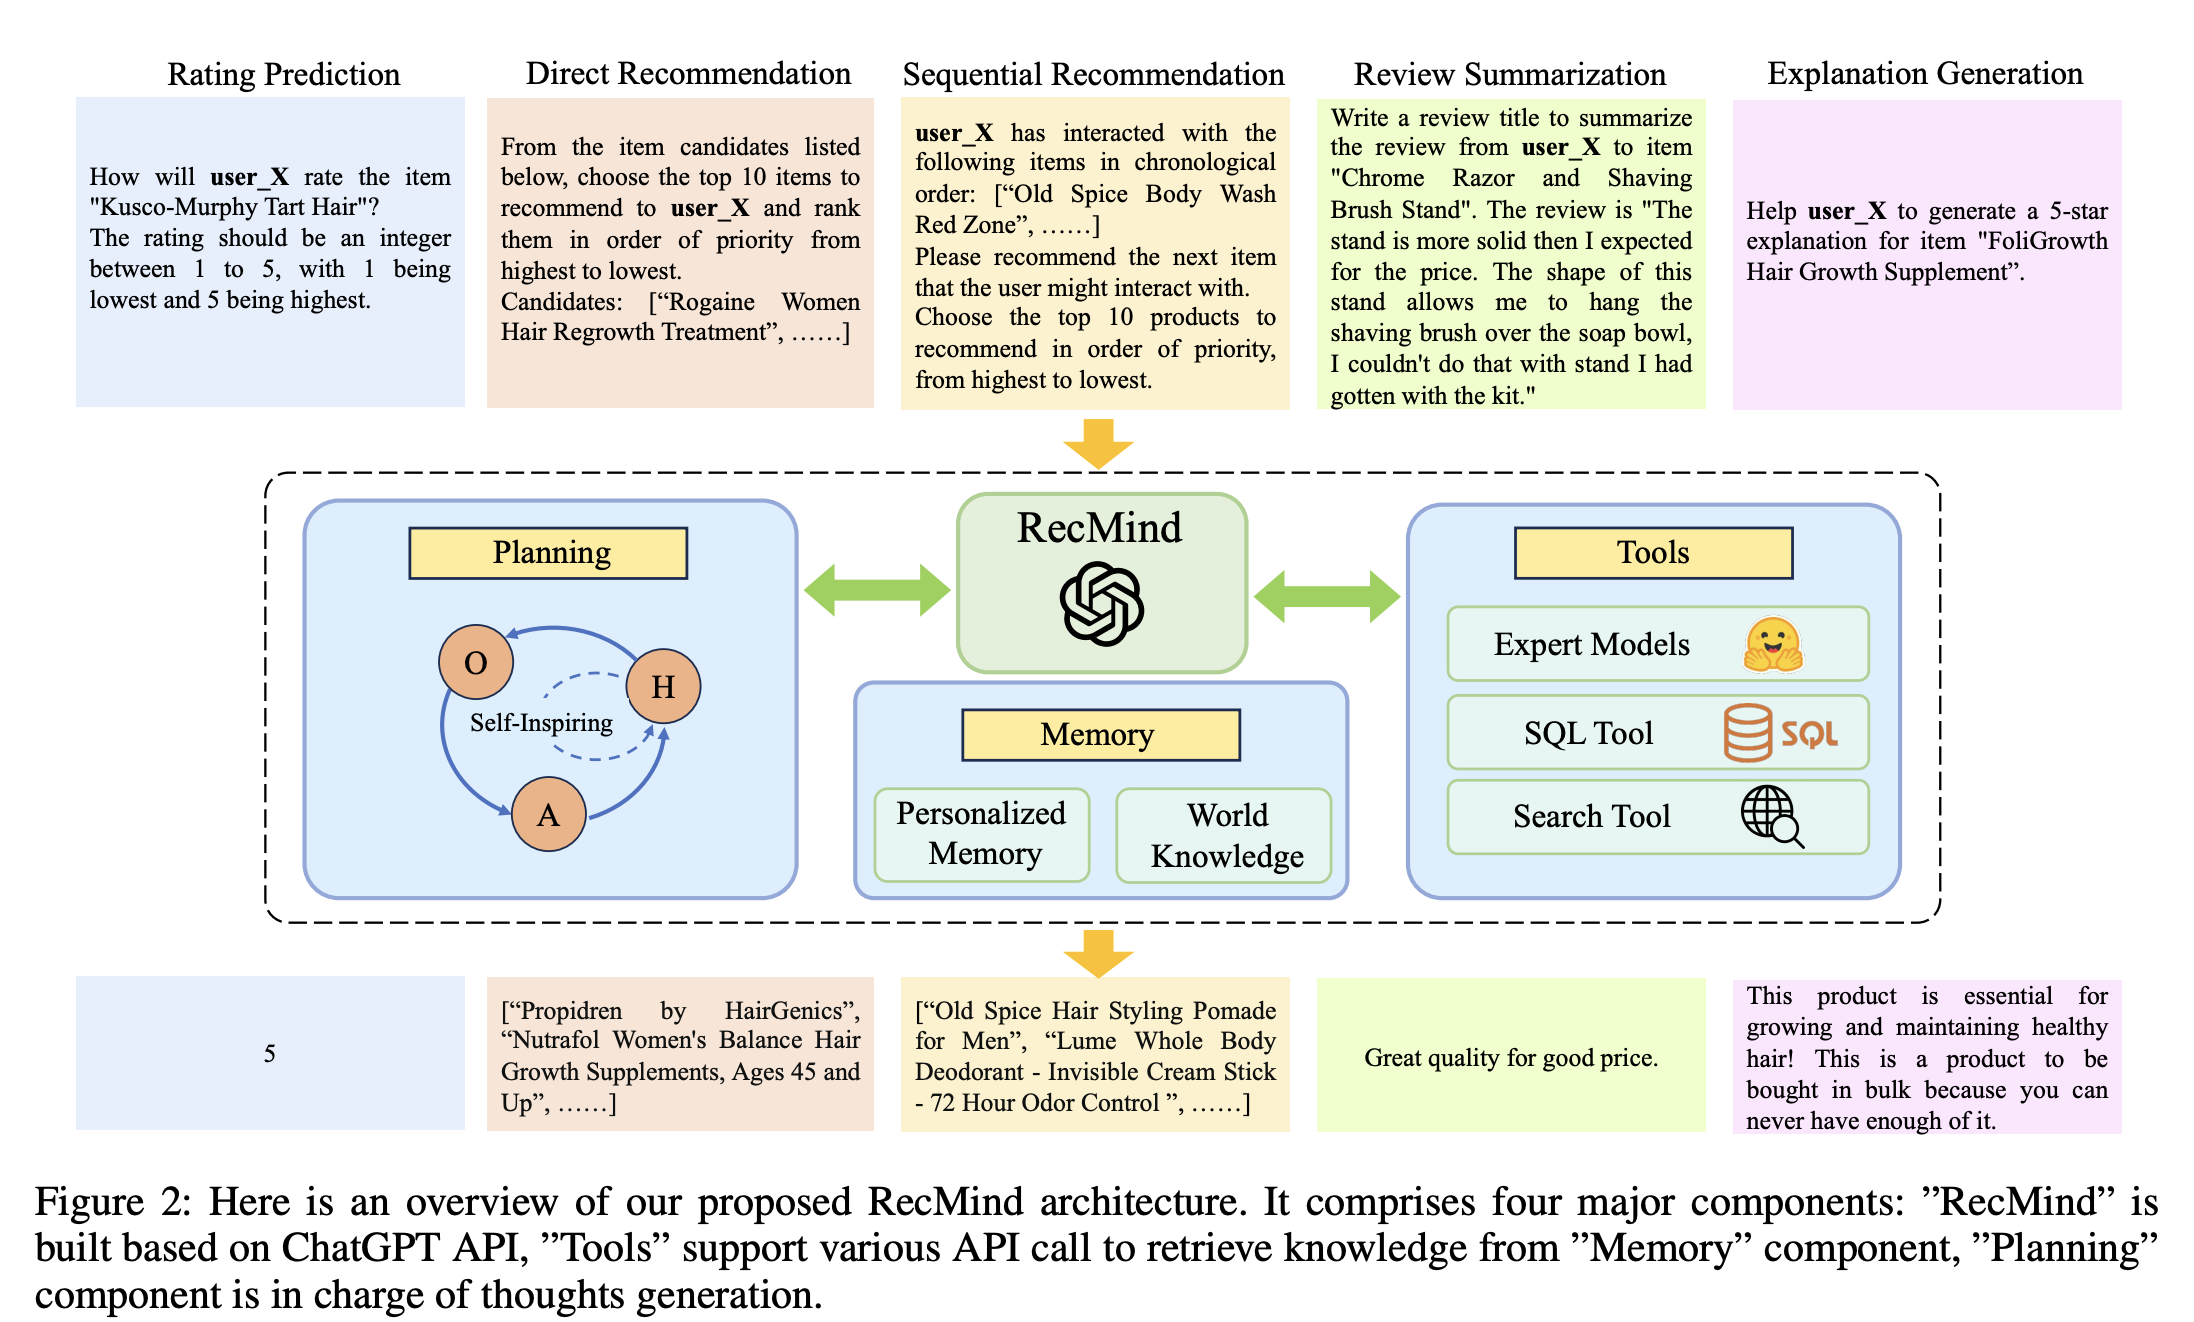 Rating Prediction
How will user_X rate the item
"Kusco-Murphy Tart Hair"?
The rating should be an integer
between 1 to 5, with 1 being
lowest and 5 being highest.
Direct Recommendation
From the item candidates listed
below, choose the top 10 items to
recommend to user_X and rank
them in order of priority from
highest to lowest.
Candidates: [“Rogaine Women
Hair Regrowth Treatment”, ……]
Sequential Recommendation
user_X has interacted with the
following items in chronological
order: [“Old Spice Body Wash
Red Zone”, ……]
Please recommend the next item
that the user might interact with.
Choose the top 10 products to
recommend in order of priority,
from highest to lowest.
Review Summarization
Write a review title to summarize
the review from user_X to item
"Chrome Razor and Shaving
Brush Stand". The review is "The
stand is more solid then I expected
for the price. The shape of this
stand allows me to hang the
shaving brush over the soap bowl,
I couldn't do that with stand I had
gotten with the kit."
Explanation Generation
Help user_X to generate a 5-star
explanation for item "FoliGrowth
Hair Growth Supplement”.
Planning
O
H
Self-Inspiring
A
RecMind
Memory
Personalized
Memory
World
Knowledge
Tools
Expert Models
SQL Tool
SQL
Search Tool
5
[“Propidren by HairGenics”,
“Nutrafol Women's Balance Hair
Growth Supplements, Ages 45 and
Up”, ……]
[“Old Spice Hair Styling Pomade
for Men”, “Lume Whole Body
Deodorant - Invisible Cream Stick
- 72 Hour Odor Control ”, ……]
Great quality for good price.
This product is essential for
growing and maintaining healthy
hair! This is a product to be
bought in bulk because you can
never have enough of it.
Figure 2: Here is an overview of our proposed RecMind architecture. It comprises four major components: ”RecMind” is
built based on ChatGPT API, ”Tools” support various API call to retrieve knowledge from ”Memory” component, ”Planning”
component is in charge of thoughts generation.